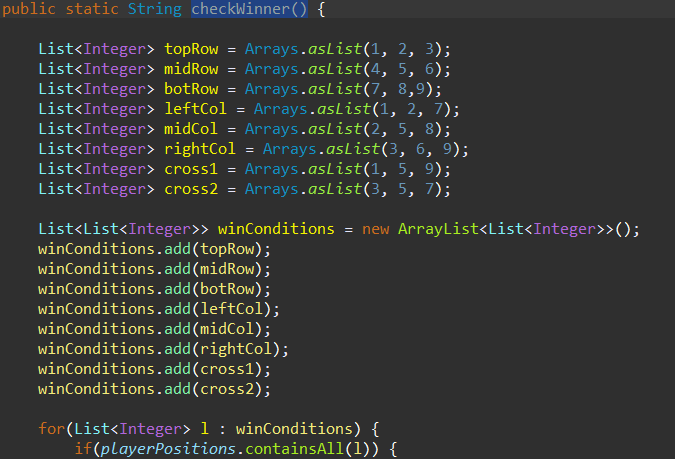 public static String checkWinner() {
List<Integer> topRow = Arrays.asList(1, 2, 3);
List<Integer> midRow = Arrays.asList(4, 5, 6);
List<Integer> botRow = Arrays.asList(7, 8,9);
List<Integer> leftCol = Arrays.asList(1, 2, 7);
List<Integer> midCol = Arrays.asList(2, 5, 8);
List<Integer> rightCol = Arrays.asList(3, 6, 9);
List<Integer> cross1 = Arrays.asList(1, 5, 9);
List<Integer> cross2 = Arrays.asList(3, 5, 7);
List<List<Integer>> winConditions = new ArrayList<List<Integer>>();
winConditions.add(topRow);
winConditions.add(midRow);
winConditions.add(botRow);
winConditions.add(leftCol);
winConditions.add(midCol);
winConditions.add(rightCol);
winConditions.add(cross1);
winConditions.add(cross2);
for(List<Integer> l : winConditions) {
if(playerPositions.containsAll(l)) {